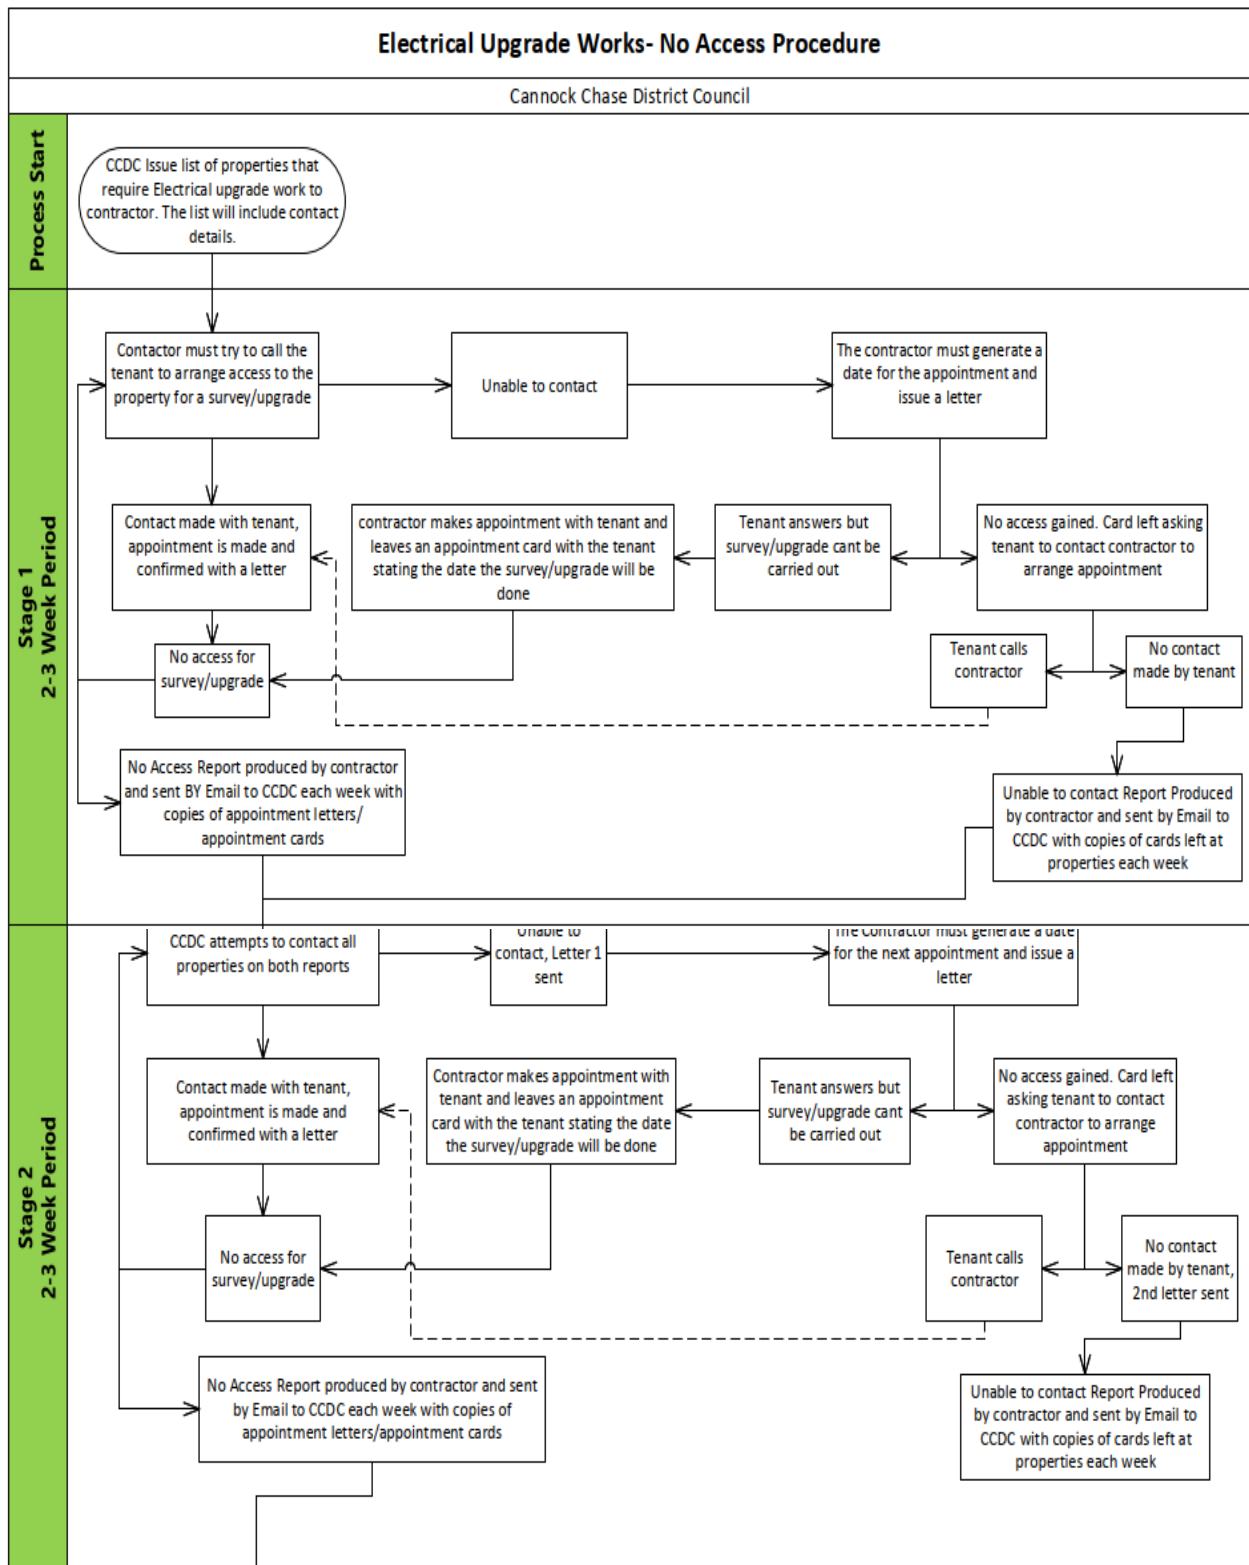 Electrical Upgrade Works- No Access Procedure
Cannock Chase District Council
Process Start
CCDC Issue list of properties that
require Electrical upgrade work to
contractor. The list will include contact
details.
Stage 1
2-3 Week Period
Contactor must try to call the
tenant to arrange access to the
property for a survey/upgrade
Unable to contact
The contractor must generate a
date for the appointment and
issue a letter
Contact made with tenant,
appointment is made and
confirmed with a letter
contractor makes appointment with tenant and
leaves an appointment card with the tenant
stating the date the survey/upgrade will be
done
Tenant answers but
survey/upgrade cant be
carried out
No access gained. Card left asking
tenant to contact contractor to
arrange appointment
No access for
survey/upgrade
Tenant calls
contractor
No contact
made by tenant
No Access Report produced by contractor
and sent BY Email to CCDC each week with
copies of appointment letters/
appointment cards
Unable to contact Report Produced
by contractor and sent by Email to
CCDC with copies of cards left at
properties each week
Stage 2
2-3 Week Period
CCDC attempts to contact all
properties on both reports
Unable to
contact, Letter 1
sent
The Contractor must generate a date
for the next appointment and issue a
letter
Contact made with tenant,
appointment is made and
confirmed with a letter
Contractor makes appointment with
tenant and leaves an appointment
card with the tenant stating the date
the survey/upgrade will be done
Tenant answers but
survey/upgrade cant
be carried out
No access gained. Card left
asking tenant to contact
contractor to arrange
appointment
No access for
survey/upgrade
Tenant calls
contractor
No contact
made by tenant,
2nd letter sent
No Access Report produced by contractor and sent
by Email to CCDC each week with copies of
appointment letters/appointment cards
Unable to contact Report Produced
by contractor and sent by Email to
CCDC with copies of cards left at
properties each week